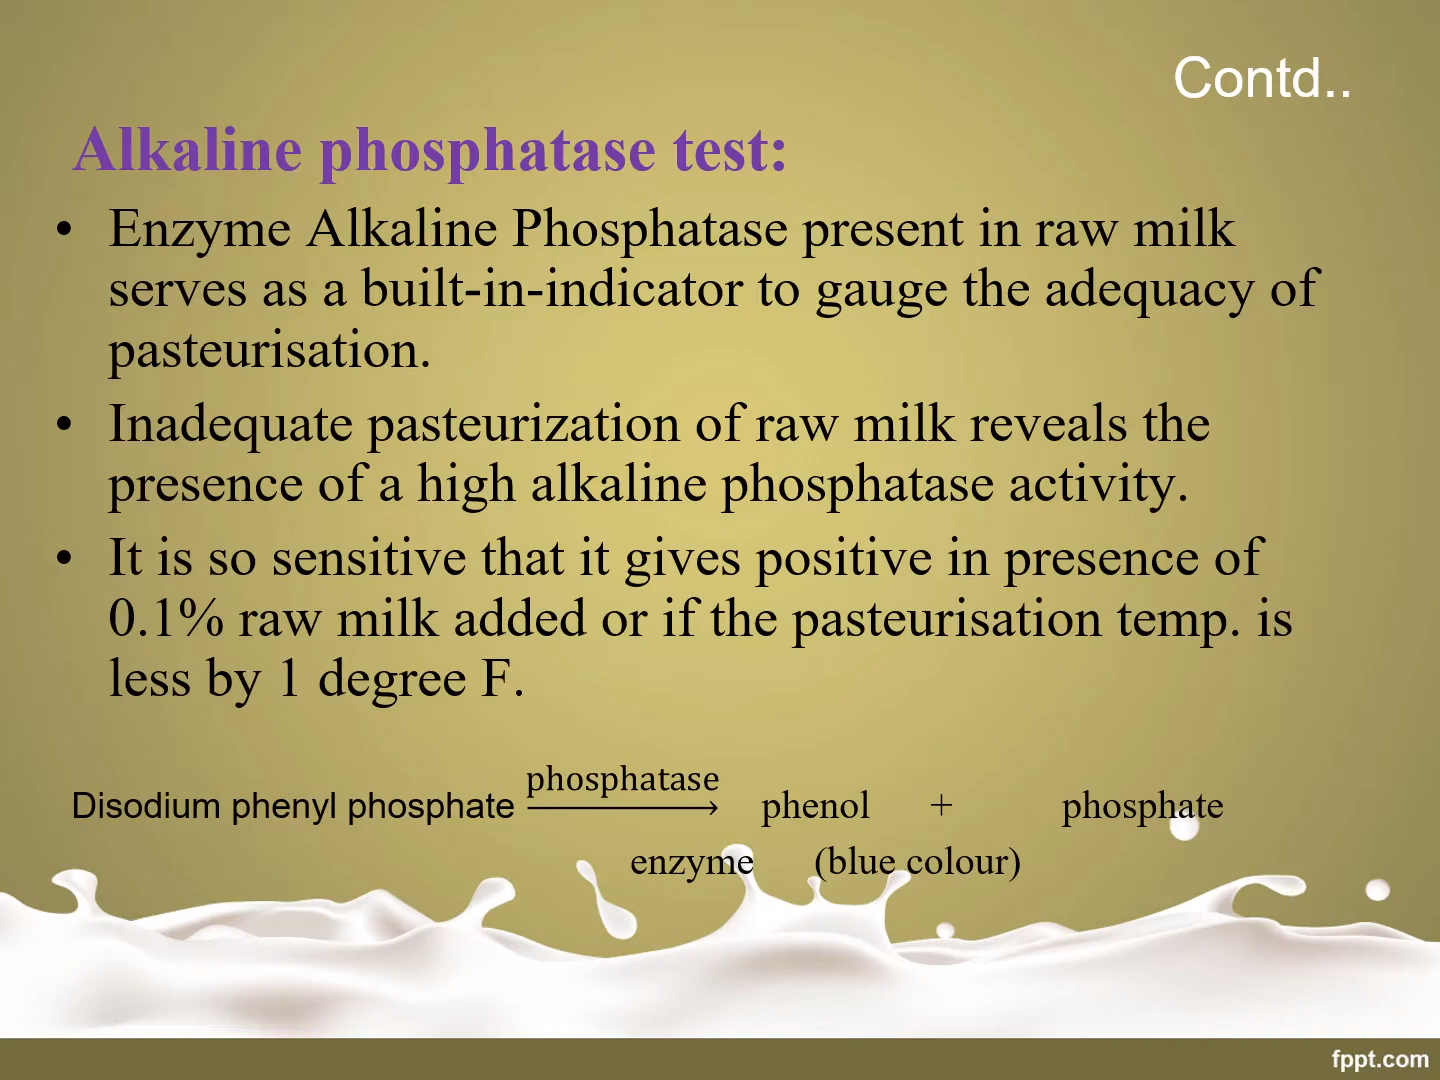 Contd..
Alkaline phosphatase test:
• Enzyme Alkaline Phosphatase present in raw milk
serves as a built-in-indicator to gauge the adequacy of
pasteurisation.
• Inadequate pasteurization of raw milk reveals the
presence of a high alkaline phosphatase activity.
• It is so sensitive that it gives positive in presence of
0.1% raw milk added or if the pasteurisation temp. is
less by 1 degree F.
phosphatase
Disodium phenyl phosphate ⟶ phenol + phosphate
enzyme (blue colour)
fppt.com